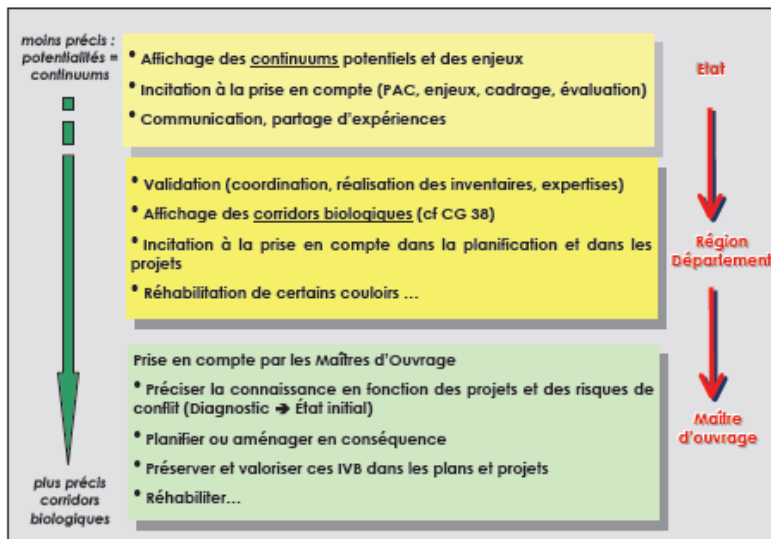 moins précis :
potentialités =
continuums
• Affichage des continuums potentiels et des enjeux
• Incitation à la prise en compte (PAC, enjeux, cadrage, évaluation)
• Communication, partage d'expériences
Etat
• Validation (coordination, réalisation des inventaires, expertises)
• Affichage des corridors biologiques (cf CG 38)
• Incitation à la prise en compte dans la planification et dans les
projets
• Réhabilitation de certains couloirs ...
Région
Département
Prise en compte par les Maîtres d'Ouvrage
• Préciser la connaissance en fonction des projets et des risques de
conflit (Diagnostic ➔ État initial)
• Planifier ou aménager en conséquence
• Préserver et valoriser ces IVB dans les plans et projets
• Réhabiliter...
Maître
d'ouvrage
plus précis
corridors
biologiques